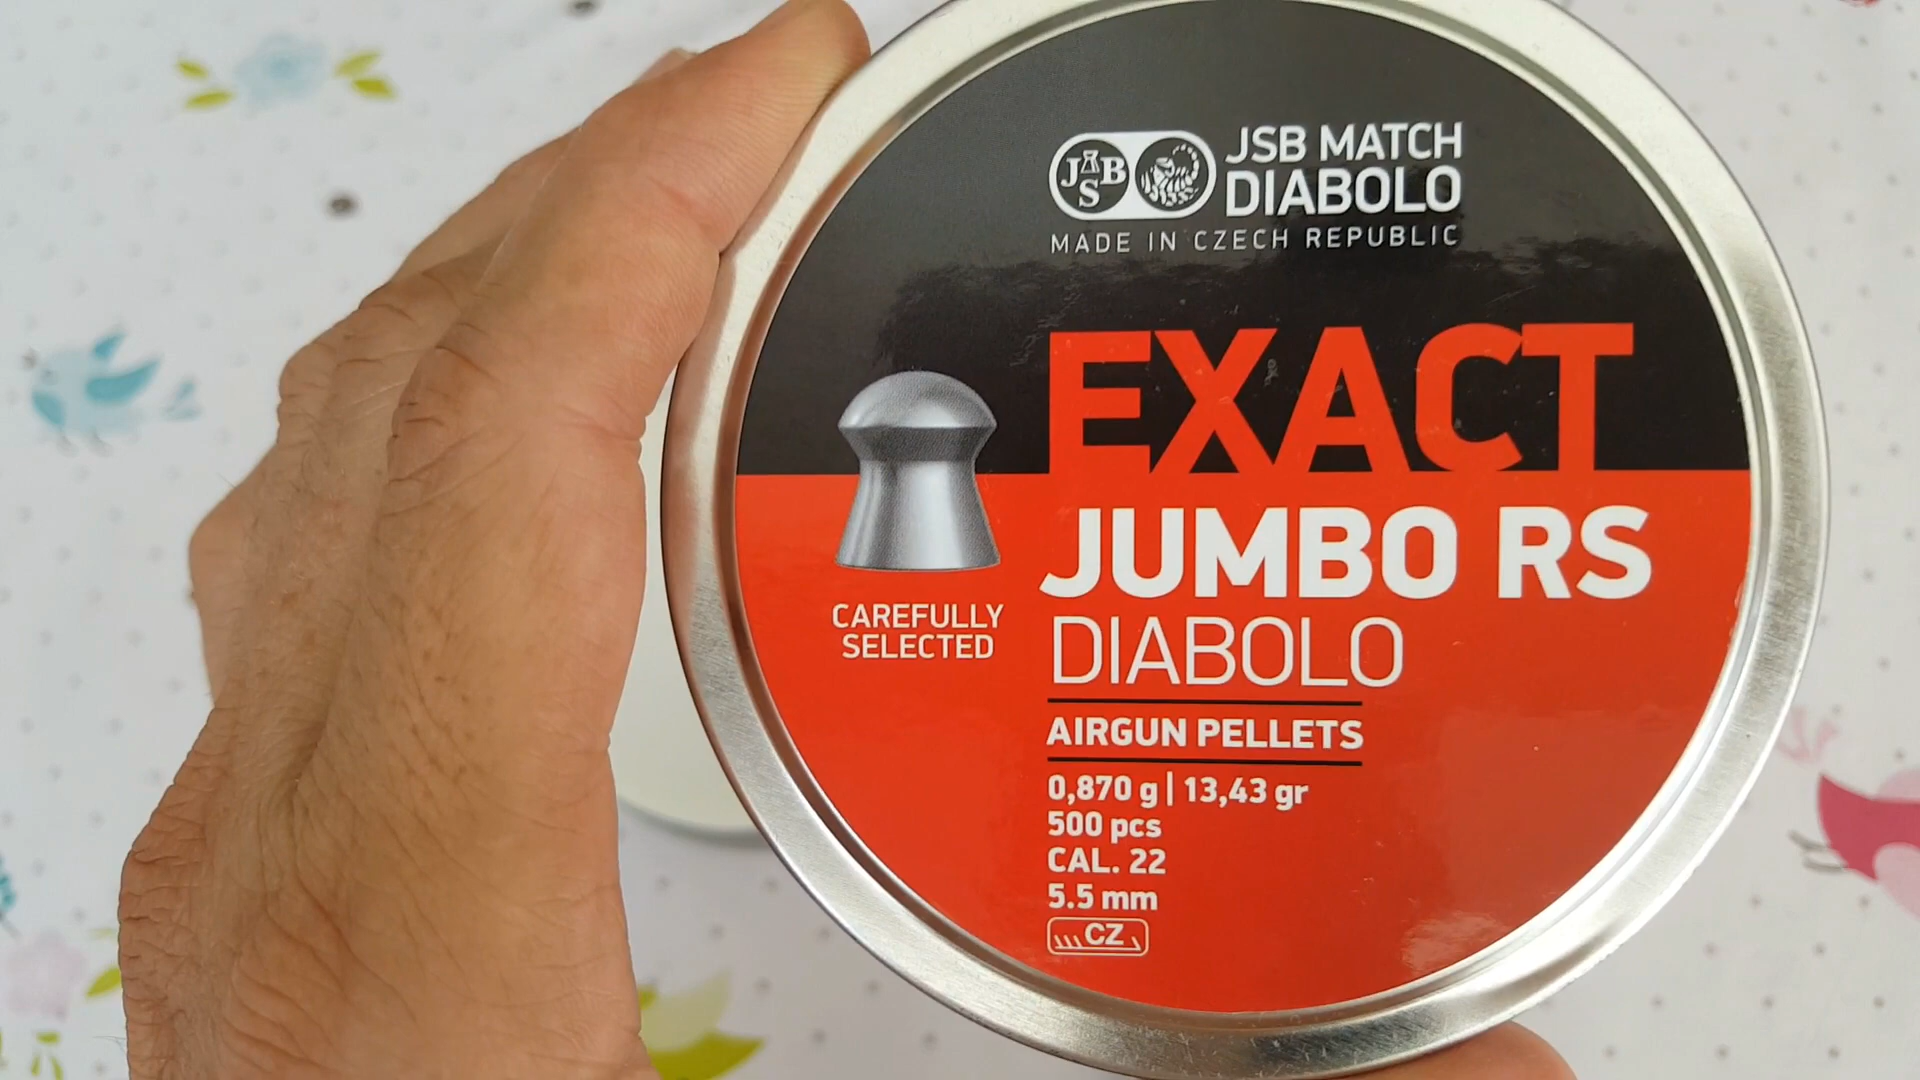 JSB
JSB MATCH
DIABOLO
MADE IN CZECH REPUBLIC
EXACT
JUMBO RS
DIABOLO
CAREFULLY
SELECTED
AIRGUN PELLETS
0,870 g | 13,43 gr
500 pcs
CAL. 22
5.5 mm
CZ